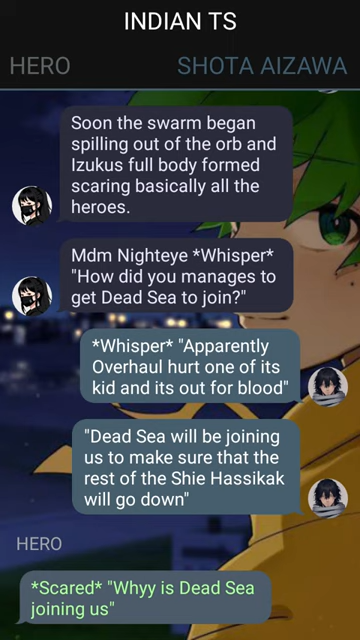 INDIAN TS
HERO
SHOTA AIZAWA
Soon the swarm began
spilling out of the orb and
Izukus full body formed
scaring basically all the
heroes.
Mdm Nighteye *Whisper*
"How did you manages to
get Dead Sea to join?"
*Whisper* "Apparently
Overhaul hurt one of its
kid and its out for blood"
"Dead Sea will be joining
us to make sure that the
rest of the Shie Hassikak
will go down"
HERO
*Scared* "Whyy is Dead Sea
joining us"